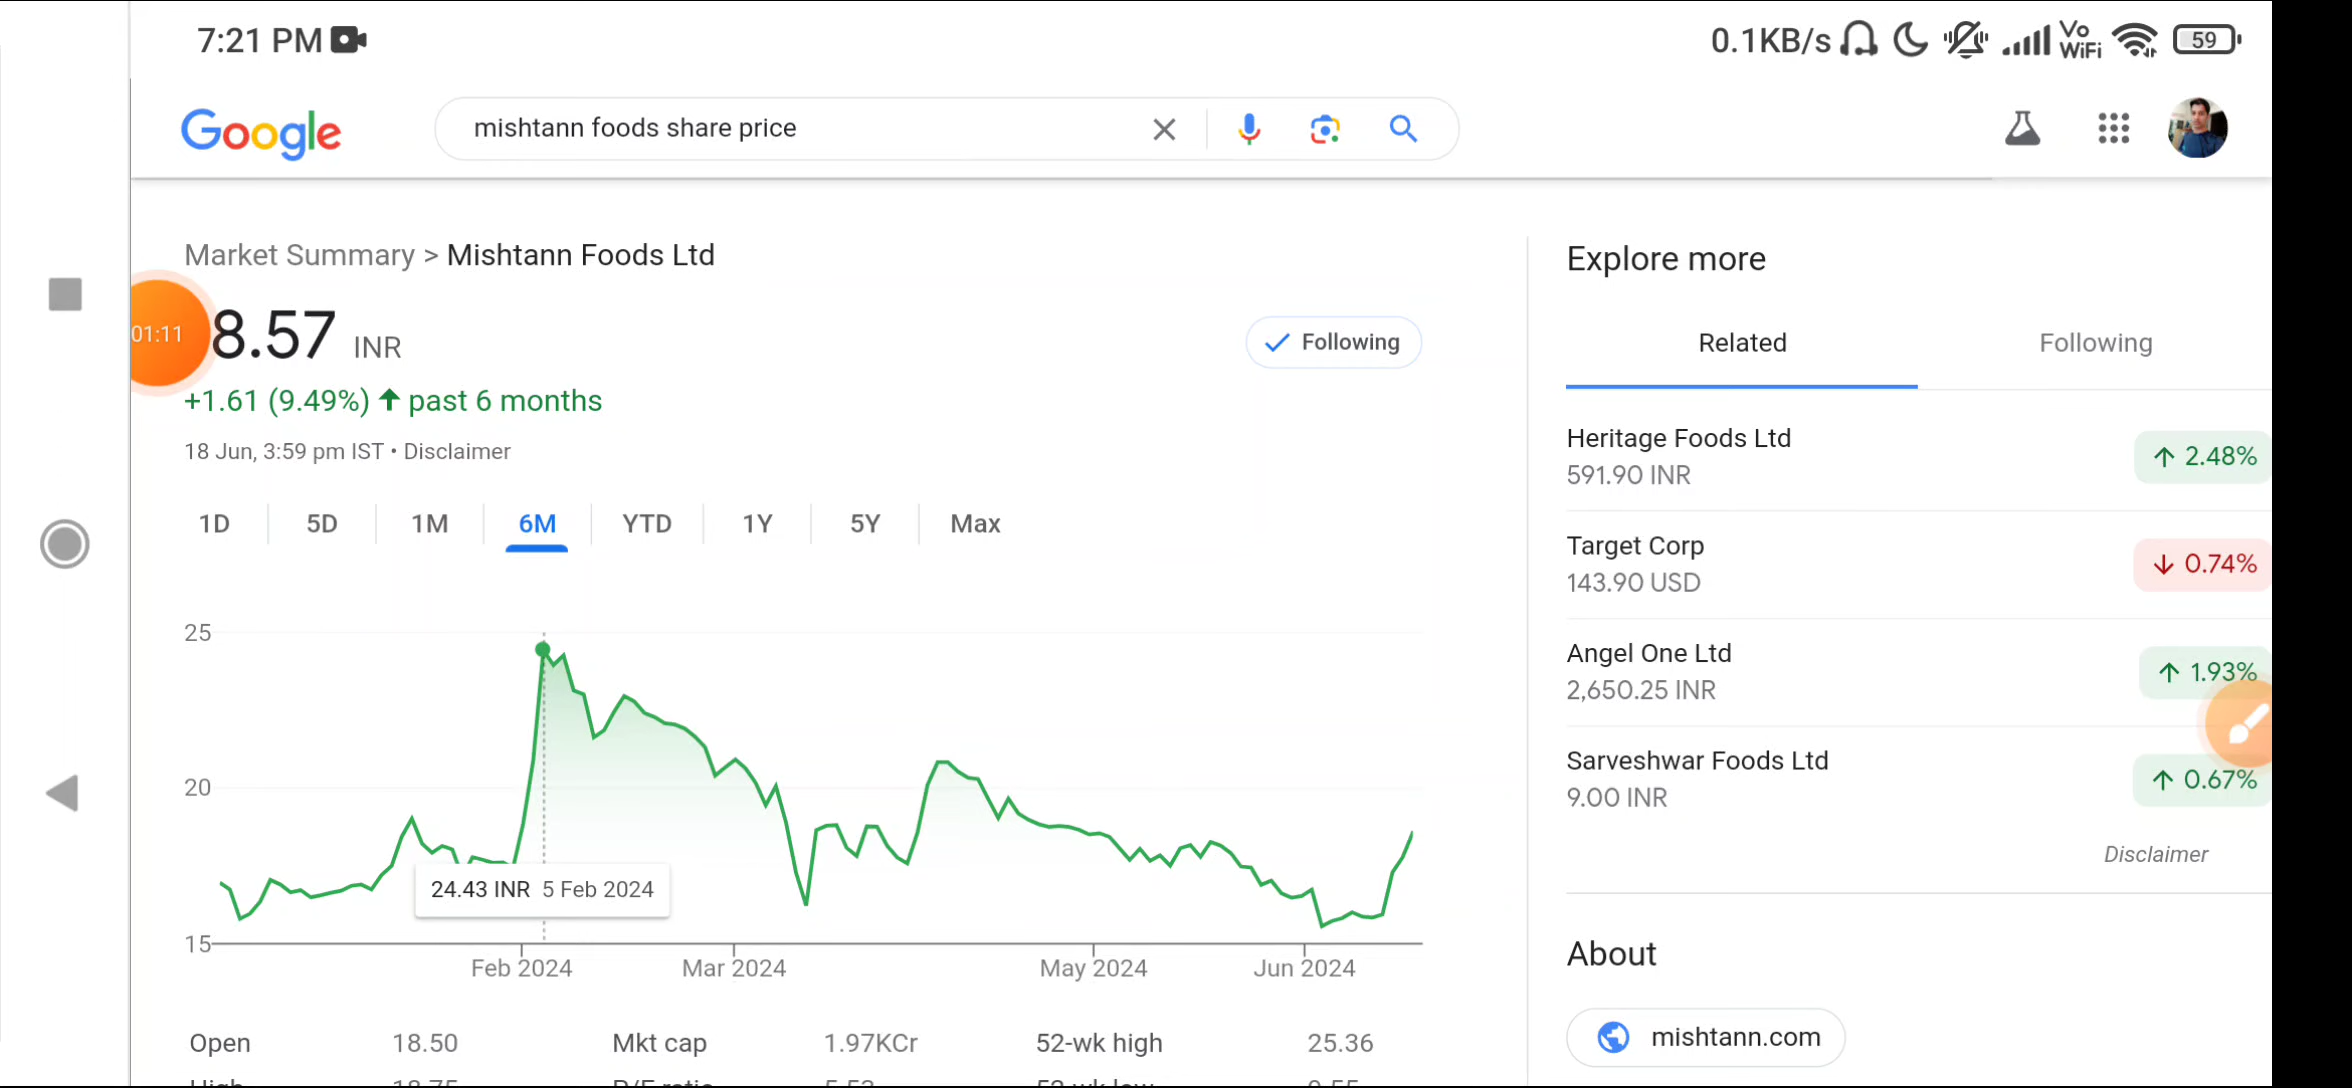 7:21 PM
0.1KB/s Vo WiFi 59
Google
mishtann foods share price
Market Summary > Mishtann Foods Ltd
01:11
8.57 INR
Following
+1.61 (9.49%) past 6 months
18 Jun, 3:59 pm IST • Disclaimer
1D 5D 1M 6M YTD 1Y 5Y Max
25
20
15
24.43 INR 5 Feb 2024
Feb 2024 Mar 2024 May 2024 Jun 2024
Open 18.50 Mkt cap 1.97KCr 52-wk high 25.36
Explore more
Related Following
Heritage Foods Ltd
591.90 INR
↑ 2.48%
Target Corp
143.90 USD
↓ 0.74%
Angel One Ltd
2,650.25 INR
↑ 1.93%
Sarveshwar Foods Ltd
9.00 INR
↑ 0.67%
Disclaimer
About
mishtann.com